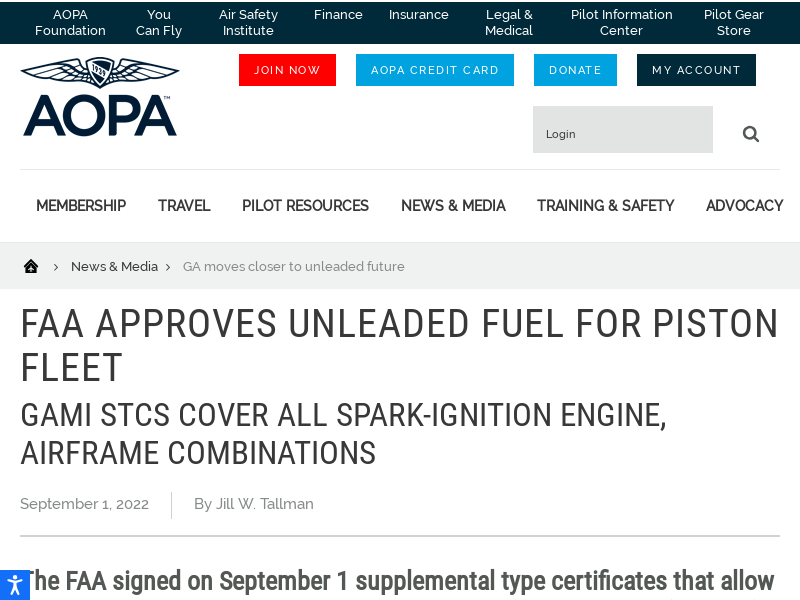 AOPA Foundation
You Can Fly
Air Safety Institute
Finance
Insurance
Legal & Medical
Pilot Information Center
Pilot Gear Store
AOPA™
JOIN NOW
AOPA CREDIT CARD
DONATE
MY ACCOUNT
Login
MEMBERSHIP
TRAVEL
PILOT RESOURCES
NEWS & MEDIA
TRAINING & SAFETY
ADVOCACY
News & Media
GA moves closer to unleaded future
FAA APPROVES UNLEADED FUEL FOR PISTON
FLEET
GAMI STCS COVER ALL SPARK-IGNITION ENGINE,
AIRFRAME COMBINATIONS
September 1, 2022
By Jill W. Tallman
The FAA signed on September 1 supplemental type certificates that allow